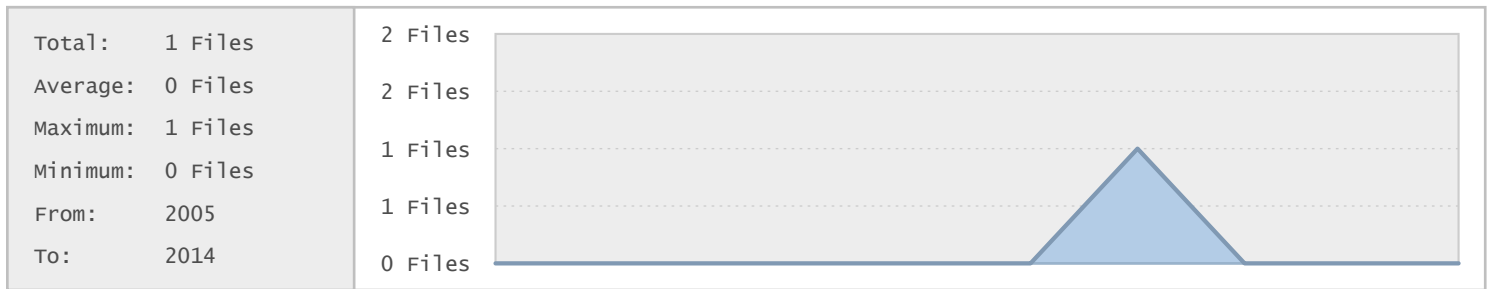 Total: 1 Files
Average: 0 Files
Maximum: 1 Files
Minimum: 0 Files
From: 2005
To: 2014
2 Files
2 Files
1 Files
1 Files
0 Files